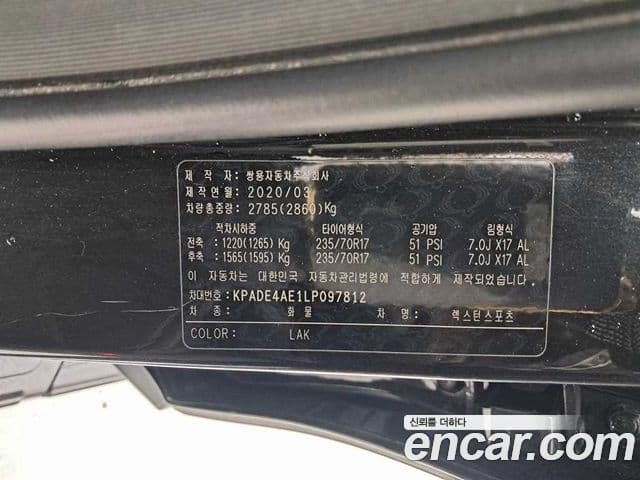 제 작 자 : 쌍용자동차주식회사
제작연월 : 2020/03
차량총중량 : 2785(2860)Kg
적차시하중 타이어형식 공기압 림형식
전축 : 1220(1265) Kg 235/70R17 51 PSI 7.0J X17 AL
후축 : 1565(1595) Kg 235/70R17 51 PSI 7.0J X17 AL
이 자동차는 대한민국 자동차관리법령에 적합하게 제작되었습니다.
차대번호 : KPADE4AE1LP097812
차 종 : 화 물 차 명 : 렉스턴스포츠
COLOR : LAK
신뢰를 더하다
encar.com